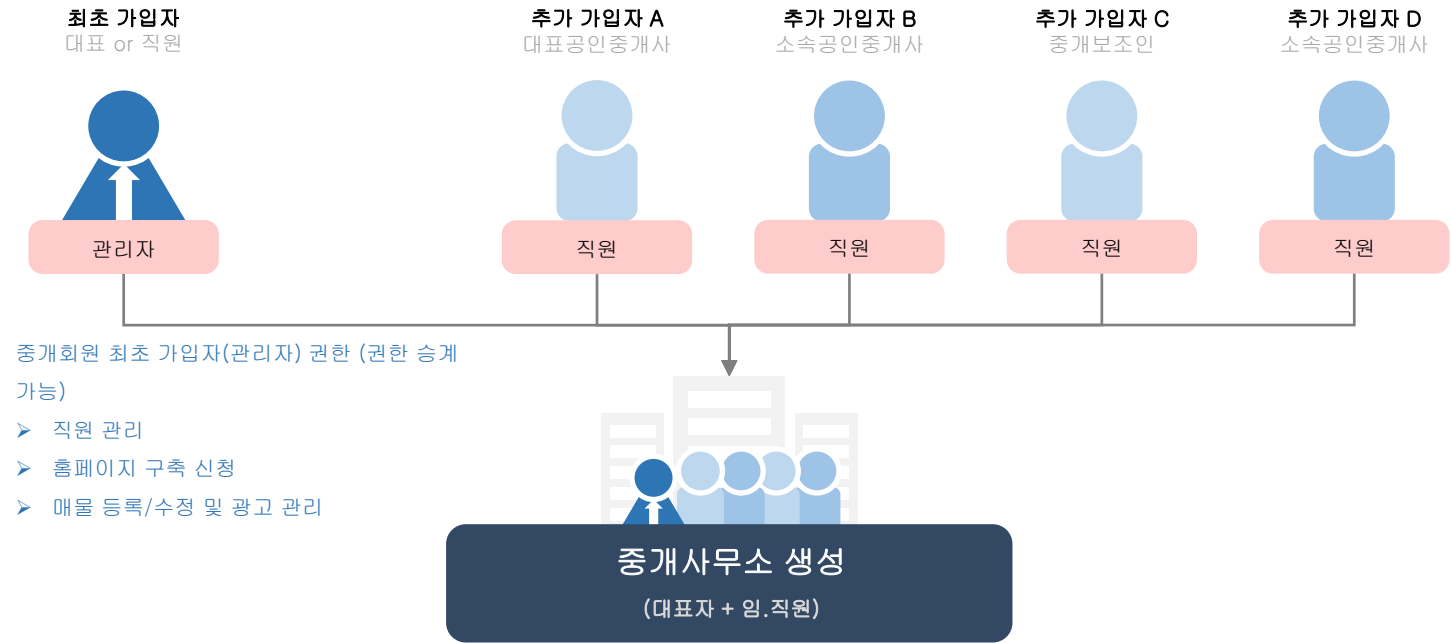 최초 가입자
대표 or 직원
추가 가입자 A
대표공인중개사
추가 가입자 B
소속공인중개사
추가 가입자 C
중개보조인
추가 가입자 D
소속공인중개사
관리자
직원
직원
직원
직원
중개회원 최초 가입자(관리자) 권한 (권한 승계
가능)
➢ 직원 관리
➢ 홈페이지 구축 신청
➢ 매물 등록/수정 및 광고 관리
중개사무소 생성
(대표자 + 임.직원)